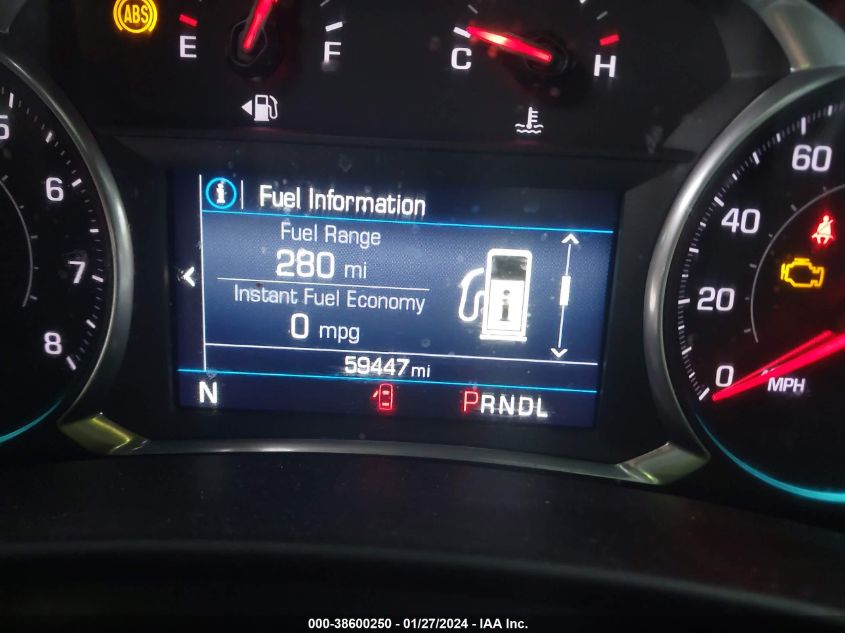 ABS
E
F
C
H
5
6
7
8
Fuel Information
Fuel Range
280 mi
Instant Fuel Economy
0 mpg
59447 mi
N
PRNDL
60
40
20
0
MPH
000-38600250 - 01/27/2024 - IAA Inc.